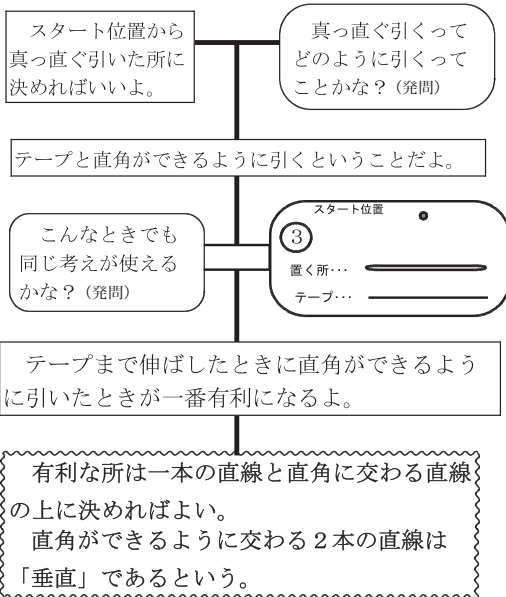 スタート位置から
真っ直ぐ引いた所に
決めればいいよ。
真っ直ぐ引くって
どのように引くって
ことかな?(発問)
テープと直角ができるように引くということだよ。
こんなときでも
同じ考えが使える
かな?(発問)
スタート位置
③
置く所･･･
テープ･･･
テープまで伸ばしたときに直角ができるよう
に引いたときが一番有利になるよ。
有利な所は一本の直線と直角に交わる直線
の上に決めればよい。
直角ができるように交わる2本の直線は
「垂直」であるという。